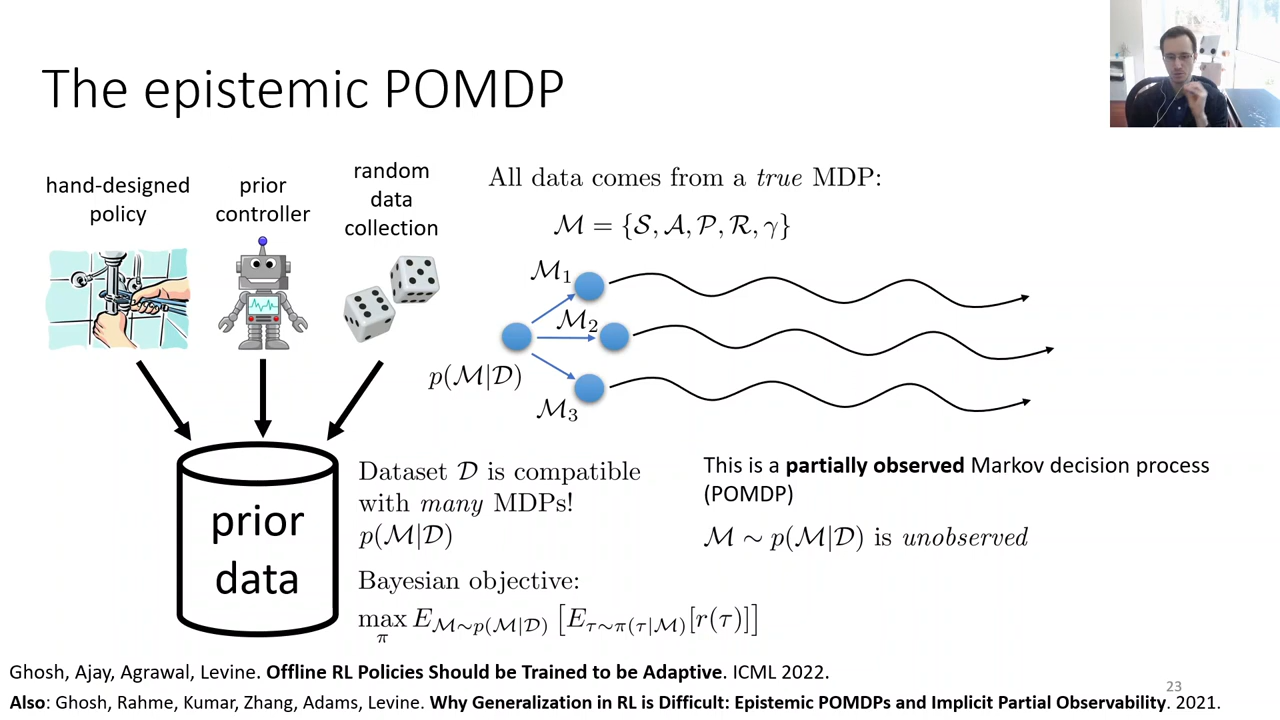 The epistemic POMDP
hand-designed
policy
prior
controller
random
data
collection
All data comes from a true MDP:
ℳ = {𝒮, 𝒜, 𝒫, ℛ, γ}
ℳ₁
ℳ₂
p(ℳ|𝒟)
ℳ₃
prior
data
Dataset 𝒟 is compatible
with many MDPs!
p(ℳ|𝒟)
This is a partially observed Markov decision process
(POMDP)
ℳ ∼ p(ℳ|𝒟) is unobserved
Bayesian objective:
max_π E_{ℳ∼p(ℳ|𝒟)} [E_{τ∼π(τ|ℳ)}[r(τ)]]
Ghosh, Ajay, Agrawal, Levine. Offline RL Policies Should be Trained to be Adaptive. ICML 2022.
23
Also: Ghosh, Rahme, Kumar, Zhang, Adams, Levine. Why Generalization in RL is Difficult: Epistemic POMDPs and Implicit Partial Observability. 2021.